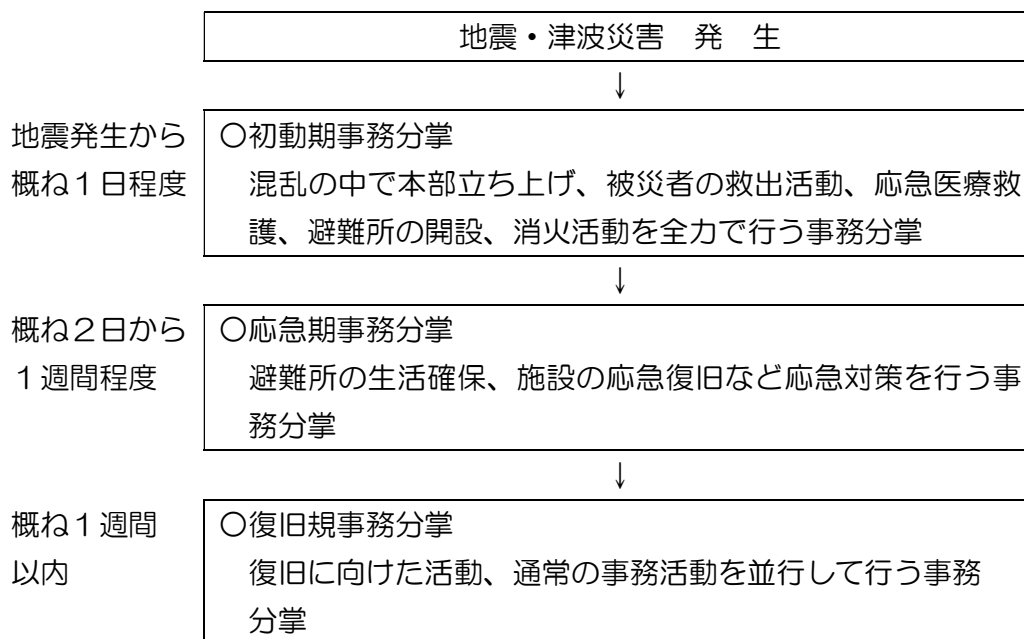 地震・津波災害　発　生
↓
地震発生から
概ね１日程度
〇初動期事務分掌
混乱の中で本部立ち上げ、被災者の救出活動、応急医療救
護、避難所の開設、消火活動を全力で行う事務分掌
↓
概ね２日から
１週間程度
〇応急期事務分掌
避難所の生活確保、施設の応急復旧など応急対策を行う事
務分掌
↓
概ね１週間
以内
〇復旧規事務分掌
復旧に向けた活動、通常の事務活動を並行して行う事務
分掌